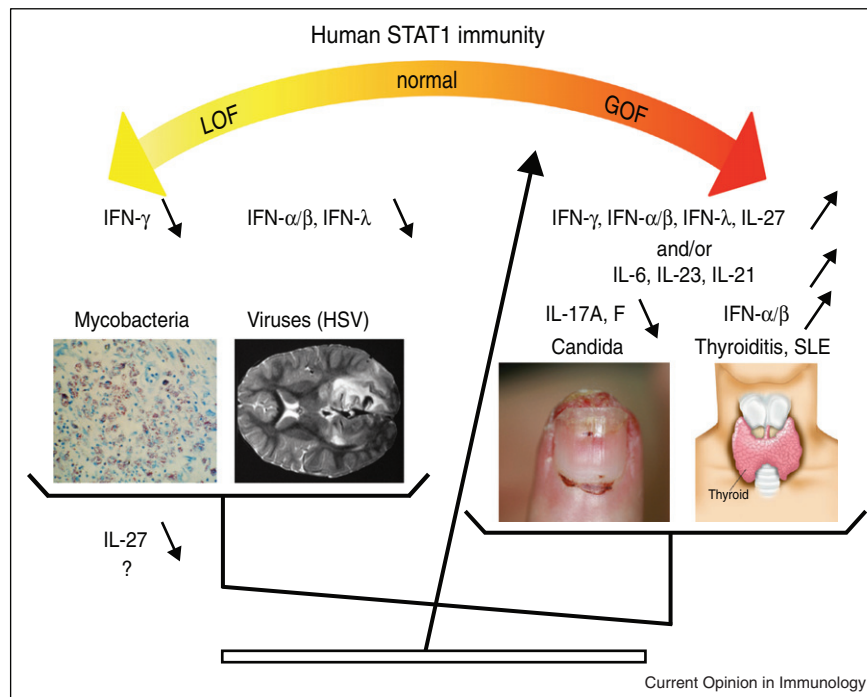 Human STAT1 immunity
normal
LOF
GOF
IFN-γ
IFN-α/β, IFN-λ
IFN-γ, IFN-α/β, IFN-λ, IL-27
and/or
IL-6, IL-23, IL-21
IL-17A, F
IFN-α/β
Mycobacteria
Viruses (HSV)
Candida
Thyroiditis, SLE
Thyroid
IL-27
?
Current Opinion in Immunology